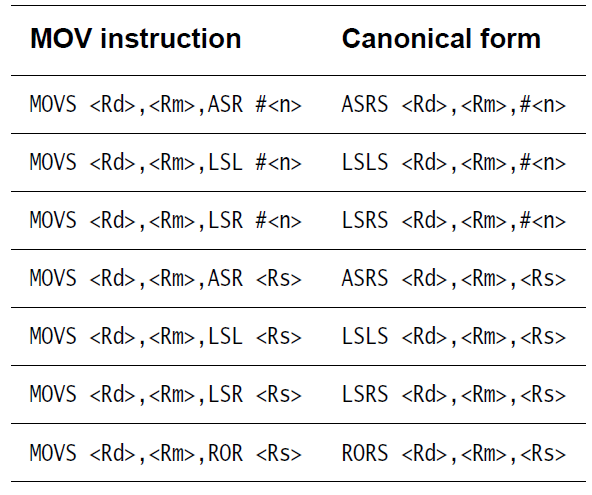 MOV instruction Canonical form
MOVS <Rd>,<Rm>,ASR #<n> ASRS <Rd>,<Rm>,#<n>
MOVS <Rd>,<Rm>,LSL #<n> LSLS <Rd>,<Rm>,#<n>
MOVS <Rd>,<Rm>,LSR #<n> LSRS <Rd>,<Rm>,#<n>
MOVS <Rd>,<Rm>,ASR <Rs> ASRS <Rd>,<Rm>,<Rs>
MOVS <Rd>,<Rm>,LSL <Rs> LSLS <Rd>,<Rm>,<Rs>
MOVS <Rd>,<Rm>,LSR <Rs> LSRS <Rd>,<Rm>,<Rs>
MOVS <Rd>,<Rm>,ROR <Rs> RORS <Rd>,<Rm>,<Rs>